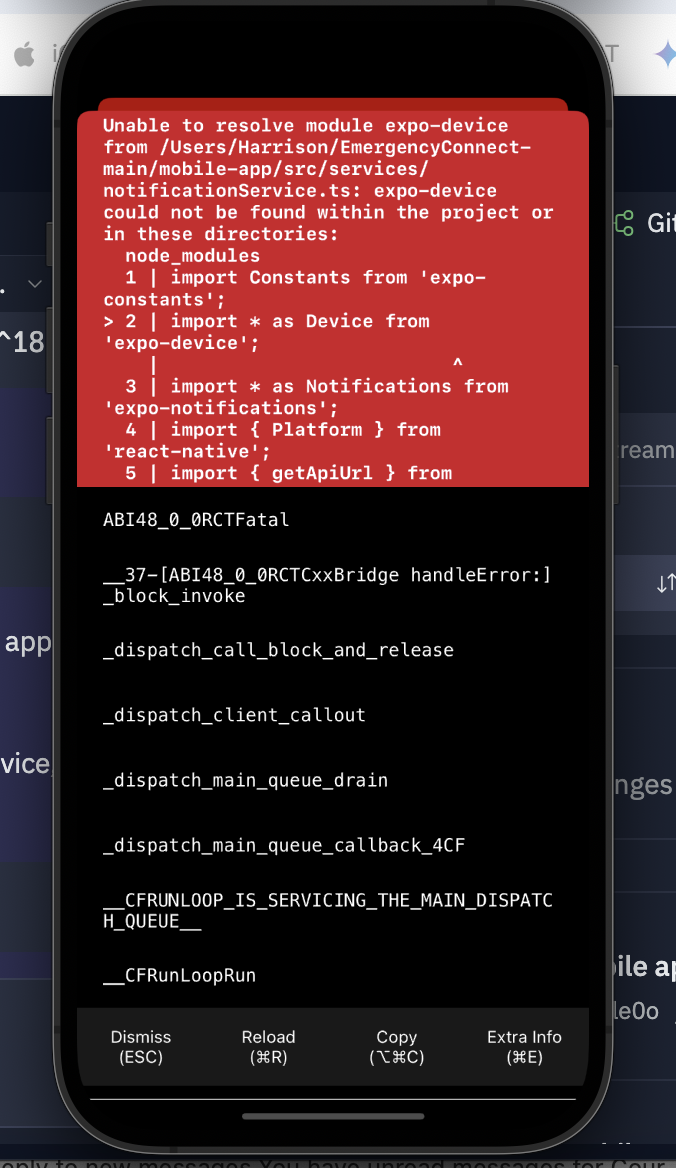 T
Unable to resolve module expo-device
from /Users/Harrison/EmergencyConnect-
main/mobile-app/src/services/
notificationService.ts: expo-device
could not be found within the project or
in these directories:
node_modules
1 | import Constants from 'expo-
constants';
> 2 | import * as Device from
'expo-device';
| ^
3 | import * as Notifications from
'expo-notifications';
4 | import { Platform } from
'react-native';
5 | import { getApiUrl } from
ABI48_0_0RCTFatal
__37-[ABI48_0_0RCTCxxBridge handleError:]
_block_invoke
_dispatch_call_block_and_release
_dispatch_client_callout
_dispatch_main_queue_drain
_dispatch_main_queue_callback_4CF
__CFRUNLOOP_IS_SERVICING_THE_MAIN_DISPATC
H_QUEUE__
__CFRunLoopRun
Dismiss
(ESC)
Reload
(⌘R)
Copy
(⌥⌘C)
Extra Info
(⌘E)
^18
app
vice,
Git
ream
nges
ile ap
le0o